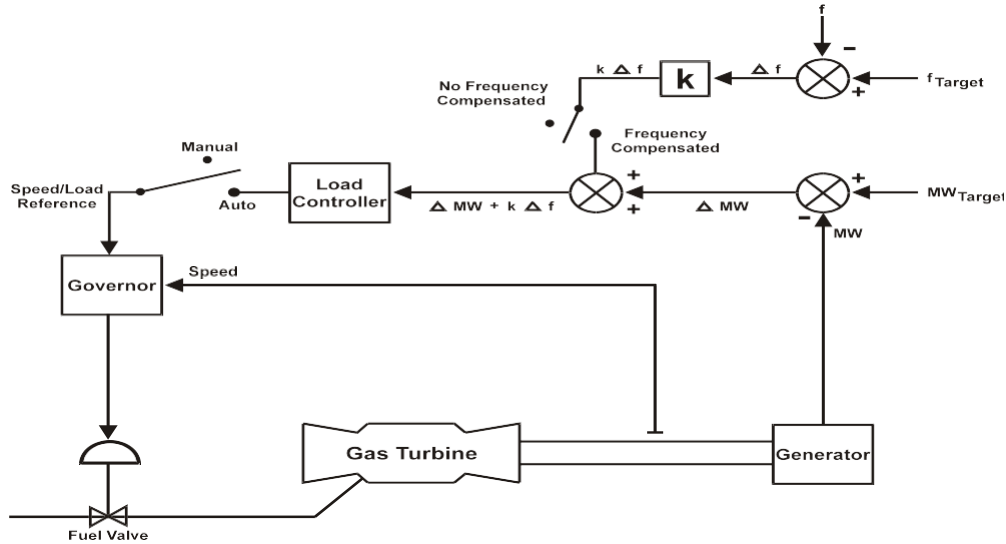 f
−
k Δ f
k
Δ f
f Target
+
No Frequency
Compensated
Frequency
Compensated
Manual
Speed/Load
Reference
Auto
Load
Controller
Δ MW + k Δ f
+
+
Δ MW
+
MW Target
−
MW
Governor
Speed
Gas Turbine
Generator
Fuel Valve